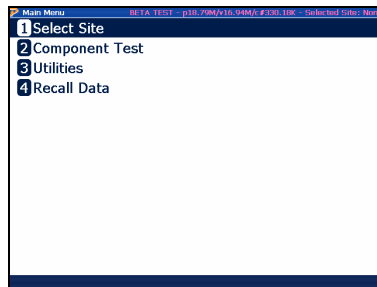 Main Menu BETA TEST - p18.79M/v16.94M/c#330.18K - Selected Site: Non
1 Select Site
2 Component Test
3 Utilities
4 Recall Data